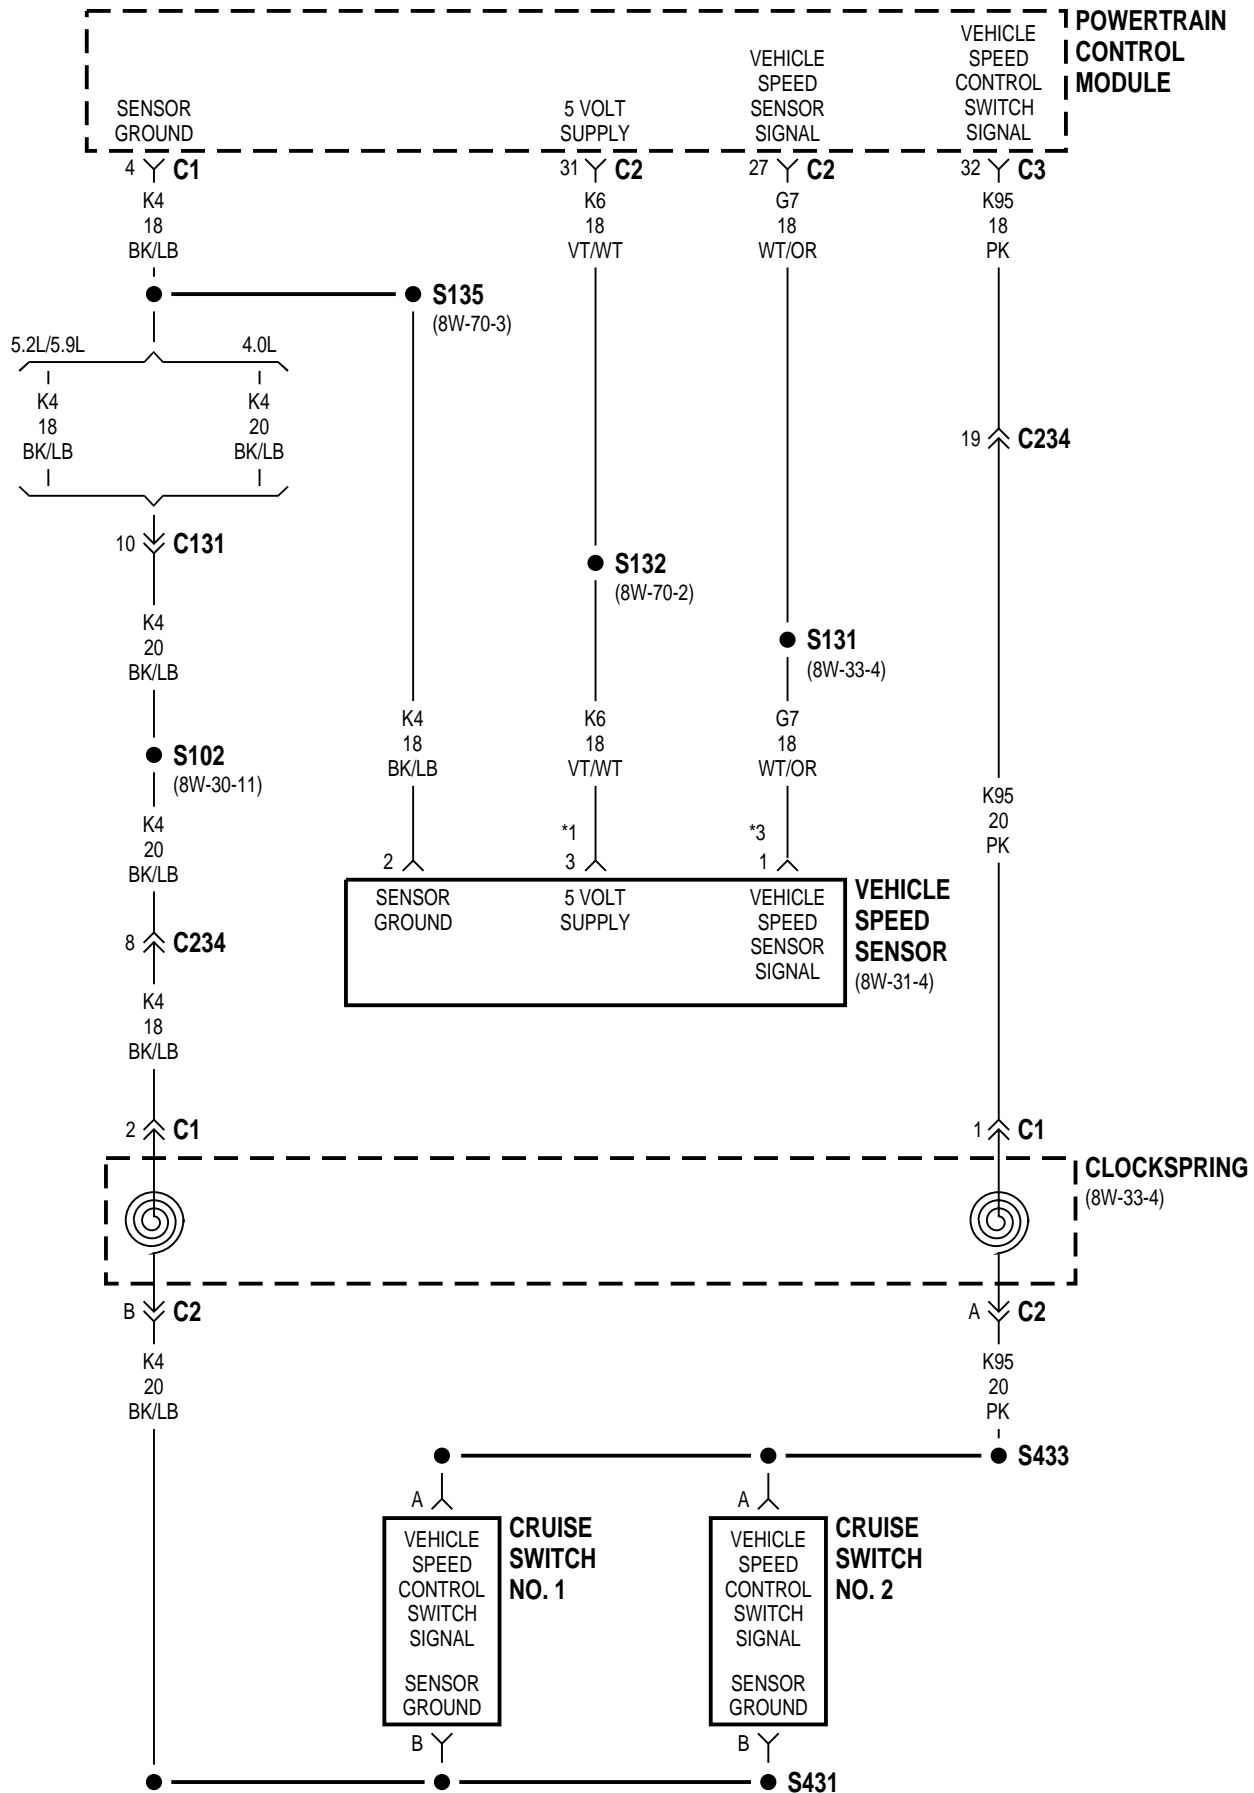 POWERTRAIN
CONTROL
MODULE
SENSOR
GROUND
5 VOLT
SUPPLY
VEHICLE
SPEED
SENSOR
SIGNAL
VEHICLE
SPEED
CONTROL
SWITCH
SIGNAL
4 C1
31 C2
27 C2
32 C3
K4
18
BK/LB
K6
18
VT/WT
G7
18
WT/OR
K95
18
PK
S135
(8W-70-3)
5.2L/5.9L
4.0L
K4
18
BK/LB
K4
20
BK/LB
19 C234
10 C131
S132
(8W-70-2)
K4
20
BK/LB
S131
(8W-33-4)
S102
(8W-30-11)
K4
18
BK/LB
K6
18
VT/WT
G7
18
WT/OR
K95
20
PK
K4
20
BK/LB
*1
*3
2
3
1
SENSOR
GROUND
5 VOLT
SUPPLY
VEHICLE
SPEED
SENSOR
SIGNAL
VEHICLE
SPEED
SENSOR
(8W-31-4)
8 C234
K4
18
BK/LB
2 C1
1 C1
CLOCKSPRING
(8W-33-4)
B C2
A C2
K4
20
BK/LB
K95
20
PK
S433
A
A
VEHICLE
SPEED
CONTROL
SWITCH
SIGNAL
SENSOR
GROUND
CRUISE
SWITCH
NO. 1
VEHICLE
SPEED
CONTROL
SWITCH
SIGNAL
SENSOR
GROUND
CRUISE
SWITCH
NO. 2
B
B
S431